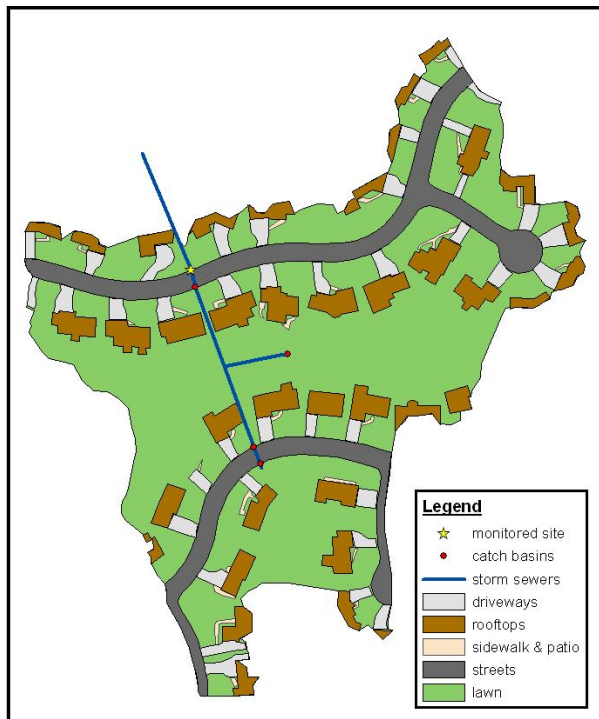 Legend
monitored site
catch basins
storm sewers
driveways
rooftops
sidewalk & patio
streets
lawn